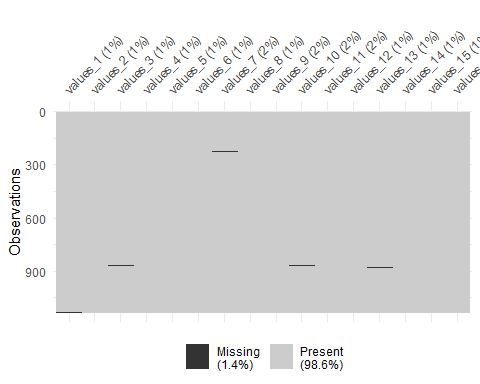 values_1 (1%)
values_2 (1%)
values_3 (1%)
values_4 (1%)
values_5 (1%)
values_6 (1%)
values_7 (2%)
values_8 (1%)
values_9 (2%)
values_10 (2%)
values_11 (2%)
values_12 (1%)
values_13 (1%)
values_14 (1%)
values_15 (1%
Observations
0
300
600
900
Missing
(1.4%)
Present
(98.6%)